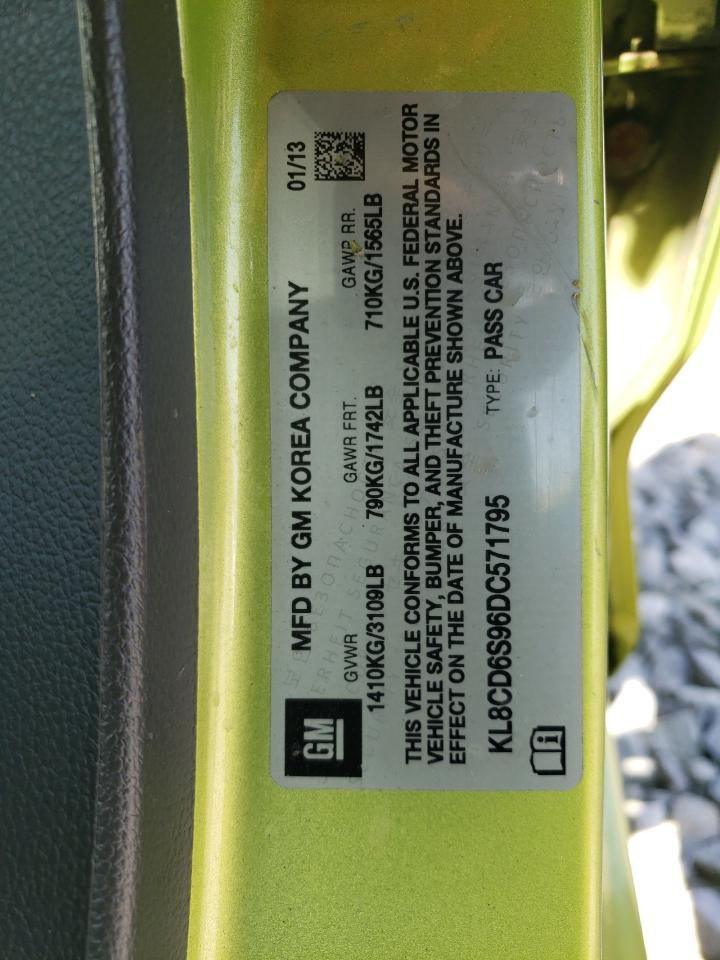 GM
MFD BY GM KOREA COMPANY
01/13
GVWR
GAWR FRT.
GAWR RR.
1410KG/3109LB
790KG/1742LB
710KG/1565LB
THIS VEHICLE CONFORMS TO ALL APPLICABLE U.S. FEDERAL MOTOR
VEHICLE SAFETY, BUMPER, AND THEFT PREVENTION STANDARDS IN
EFFECT ON THE DATE OF MANUFACTURE SHOWN ABOVE.
KL8CD6S96DC571795
TYPE: PASS CAR